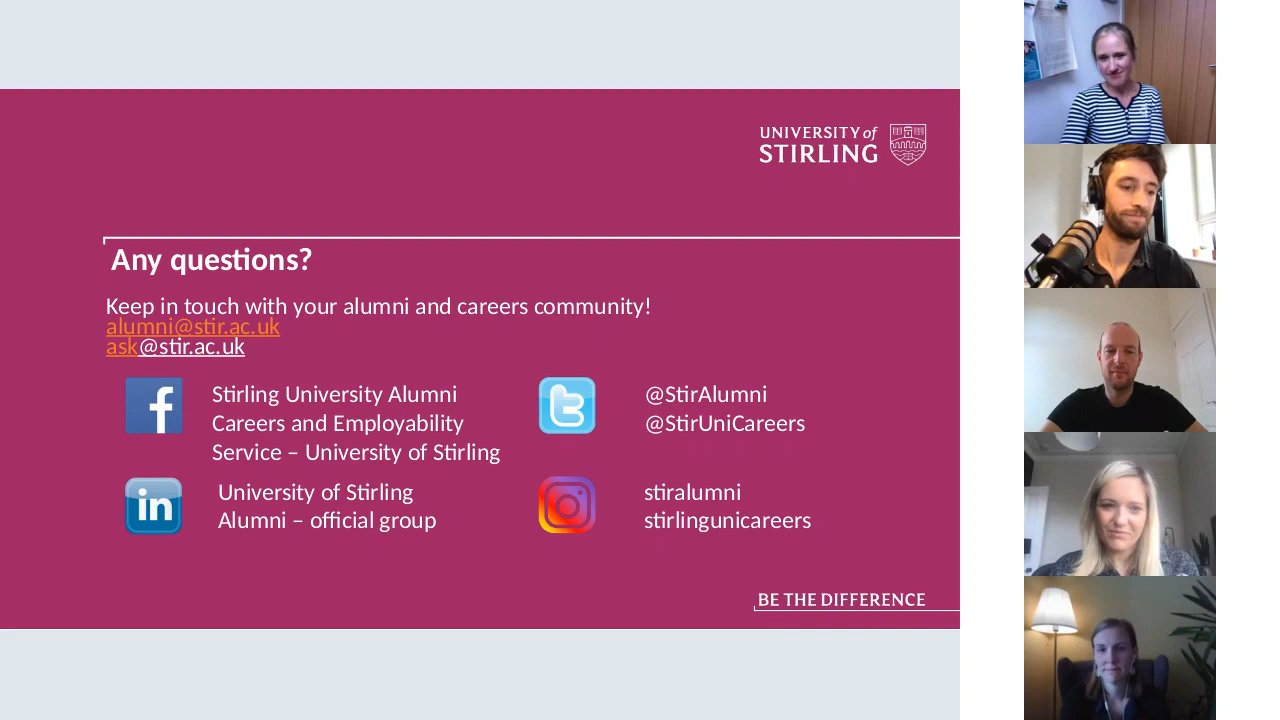 UNIVERSITY of
STIRLING
Any questions?
Keep in touch with your alumni and careers community!
alumni@stir.ac.uk
ask@stir.ac.uk
Stirling University Alumni
Careers and Employability
Service – University of Stirling
@StirAlumni
@StirUniCareers
University of Stirling
Alumni – official group
stiralumni
stirlingunicareers
BE THE DIFFERENCE